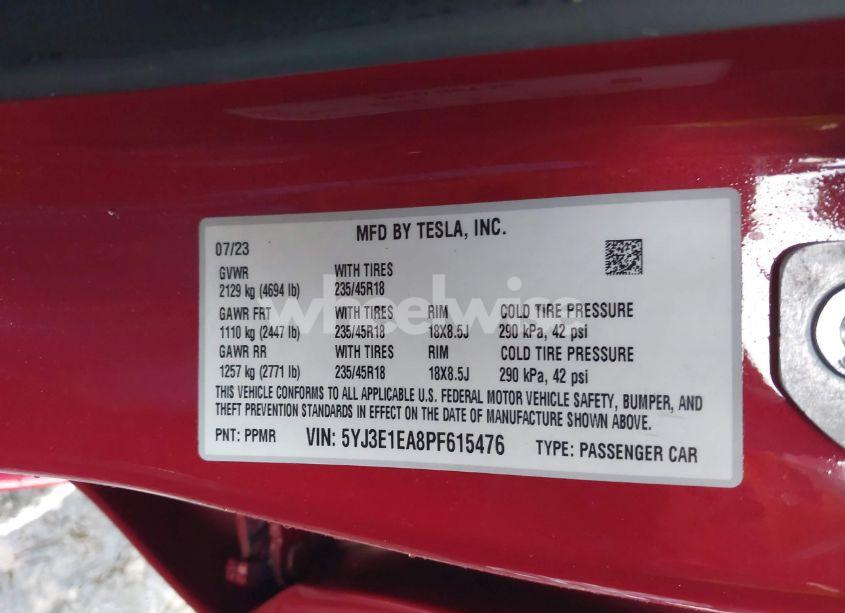 MFD BY TESLA, INC.
07/23
GVWR WITH TIRES
2129 kg (4694 lb) 235/45R18
GAWR FRT WITH TIRES RIM COLD TIRE PRESSURE
1110 kg (2447 lb) 235/45R18 18X8.5J 290 kPa, 42 psi
GAWR RR WITH TIRES RIM COLD TIRE PRESSURE
1257 kg (2771 lb) 235/45R18 18X8.5J 290 kPa, 42 psi
THIS VEHICLE CONFORMS TO ALL APPLICABLE U.S. FEDERAL MOTOR VEHICLE SAFETY, BUMPER, AND
THEFT PREVENTION STANDARDS IN EFFECT ON THE DATE OF MANUFACTURE SHOWN ABOVE.
PNT: PPMR VIN: 5YJ3E1EA8PF615476 TYPE: PASSENGER CAR
wheelwise